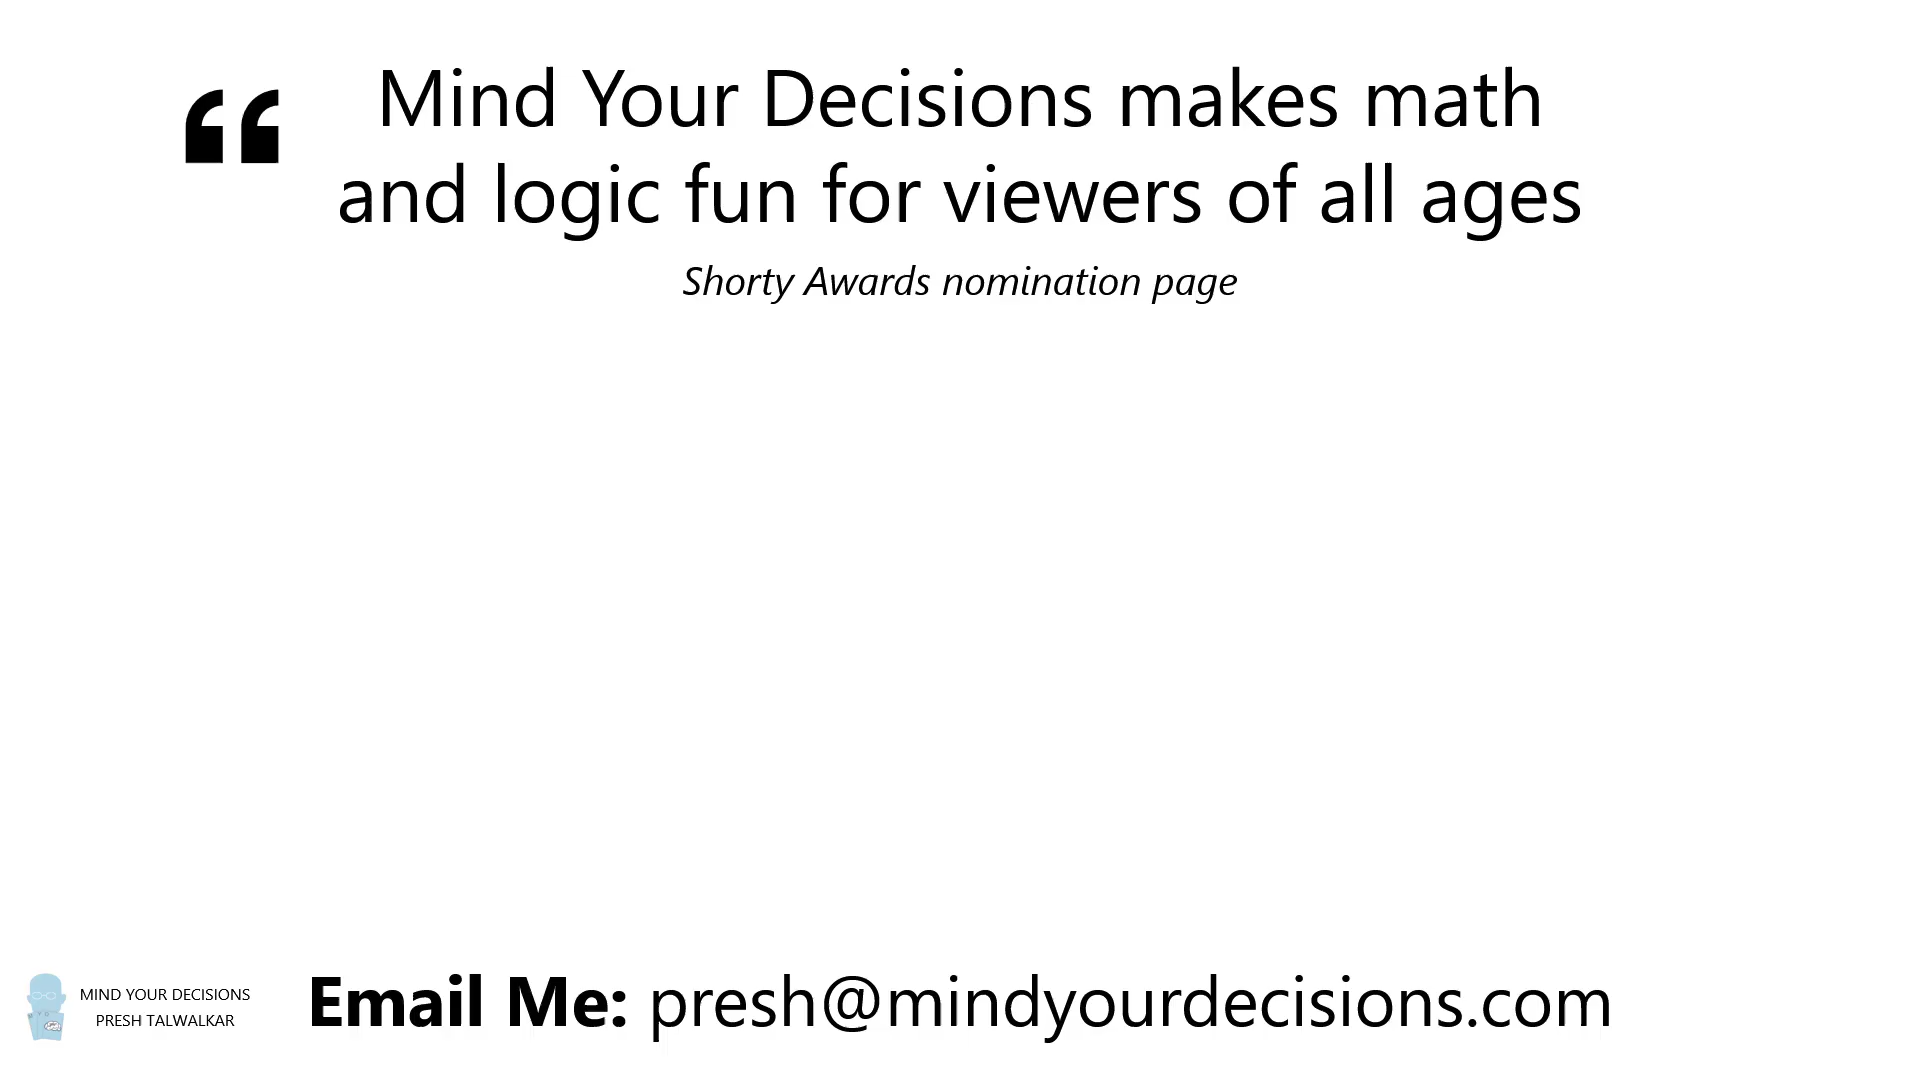 “
Mind Your Decisions makes math
and logic fun for viewers of all ages
Shorty Awards nomination page
MIND YOUR DECISIONS
PRESH TALWALKAR
Email Me: presh@mindyourdecisions.com